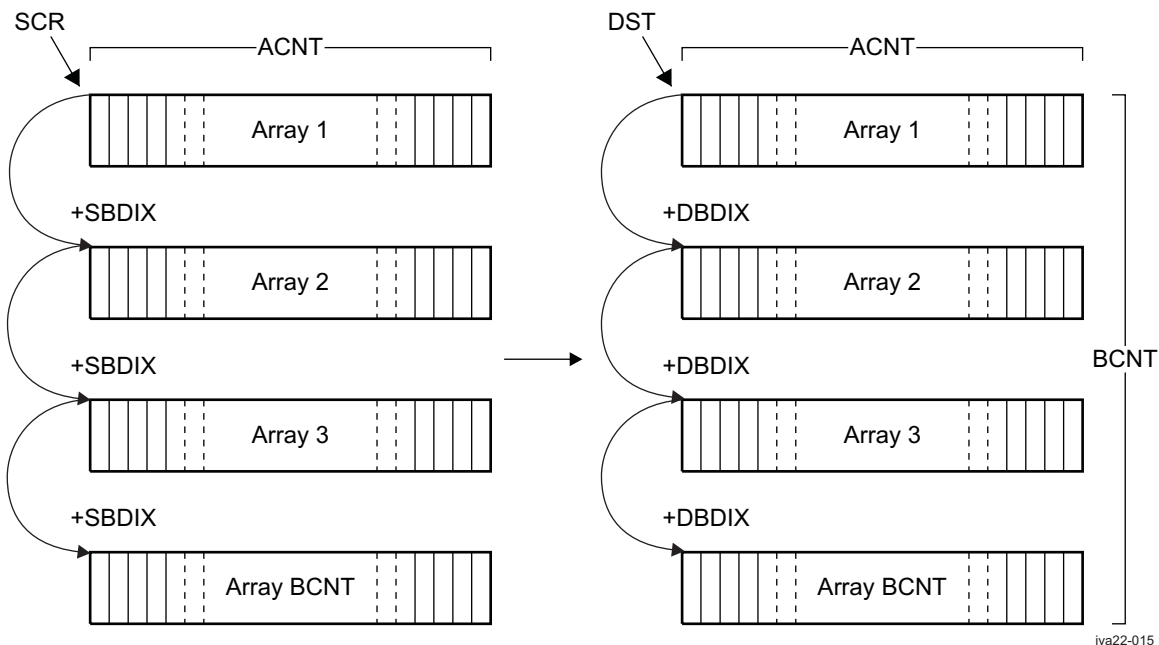 SCR
ACNT
DST
ACNT
Array 1
Array 1
+SBDIX
+DBDIX
Array 2
Array 2
+SBDIX
+DBDIX
BCNT
Array 3
Array 3
+SBDIX
+DBDIX
Array BCNT
Array BCNT
iva22-015